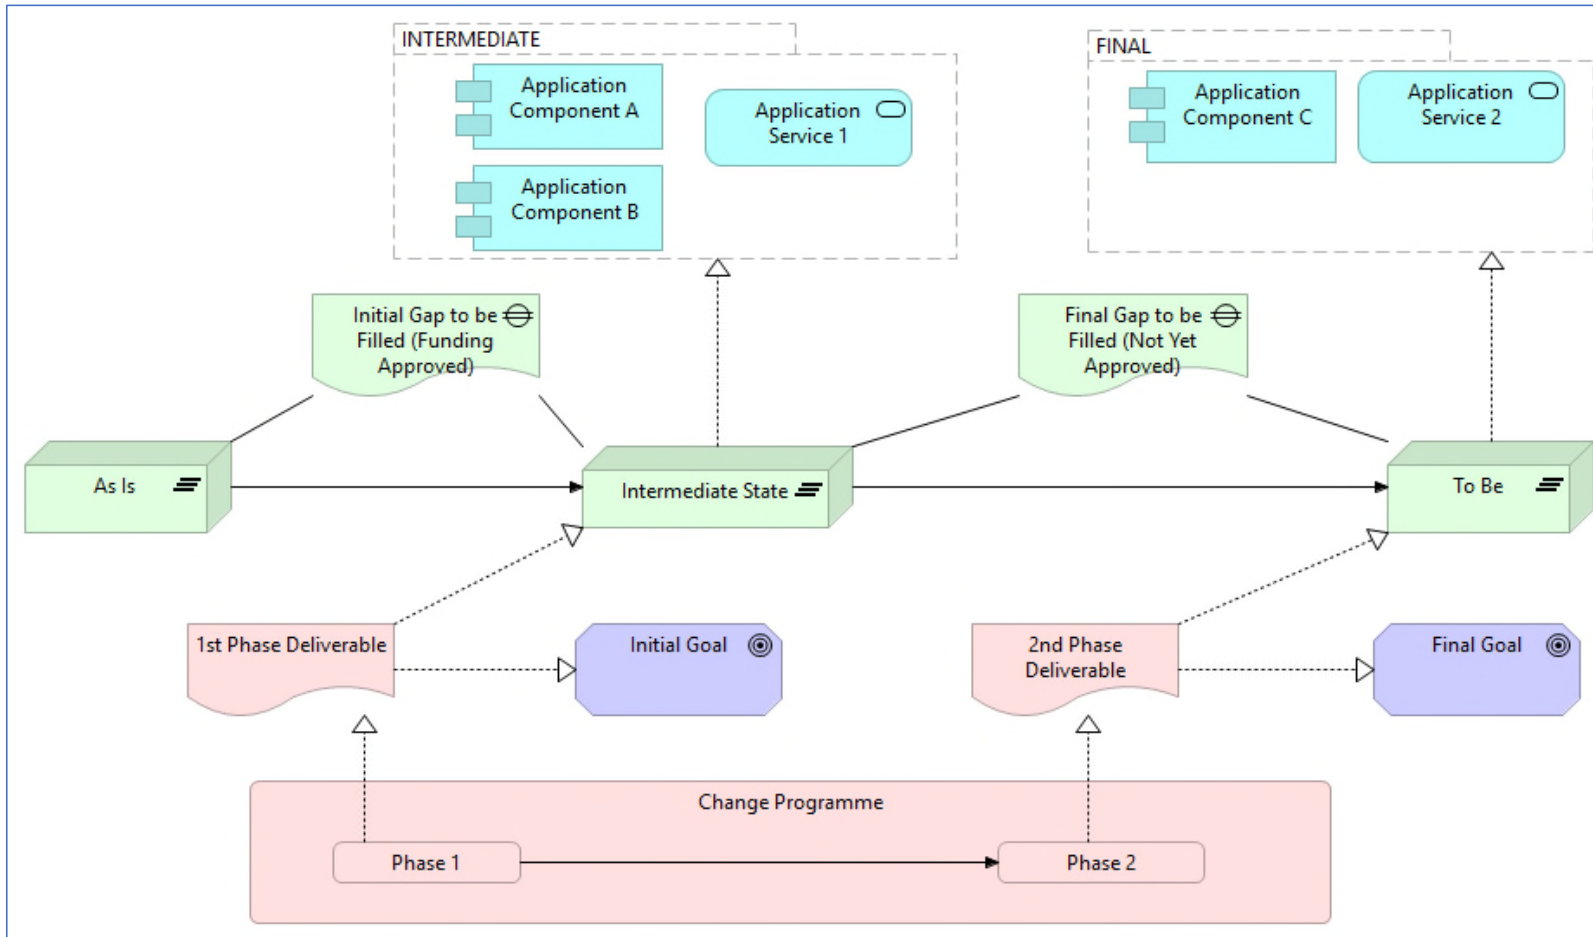 INTERMEDIATE
Application
Component A
Application
Service 1
Application
Component B
FINAL
Application
Component C
Application
Service 2
Initial Gap to be
Filled (Funding
Approved)
Final Gap to be
Filled (Not Yet
Approved)
As Is
Intermediate State
To Be
1st Phase Deliverable
Initial Goal
2nd Phase
Deliverable
Final Goal
Change Programme
Phase 1
Phase 2